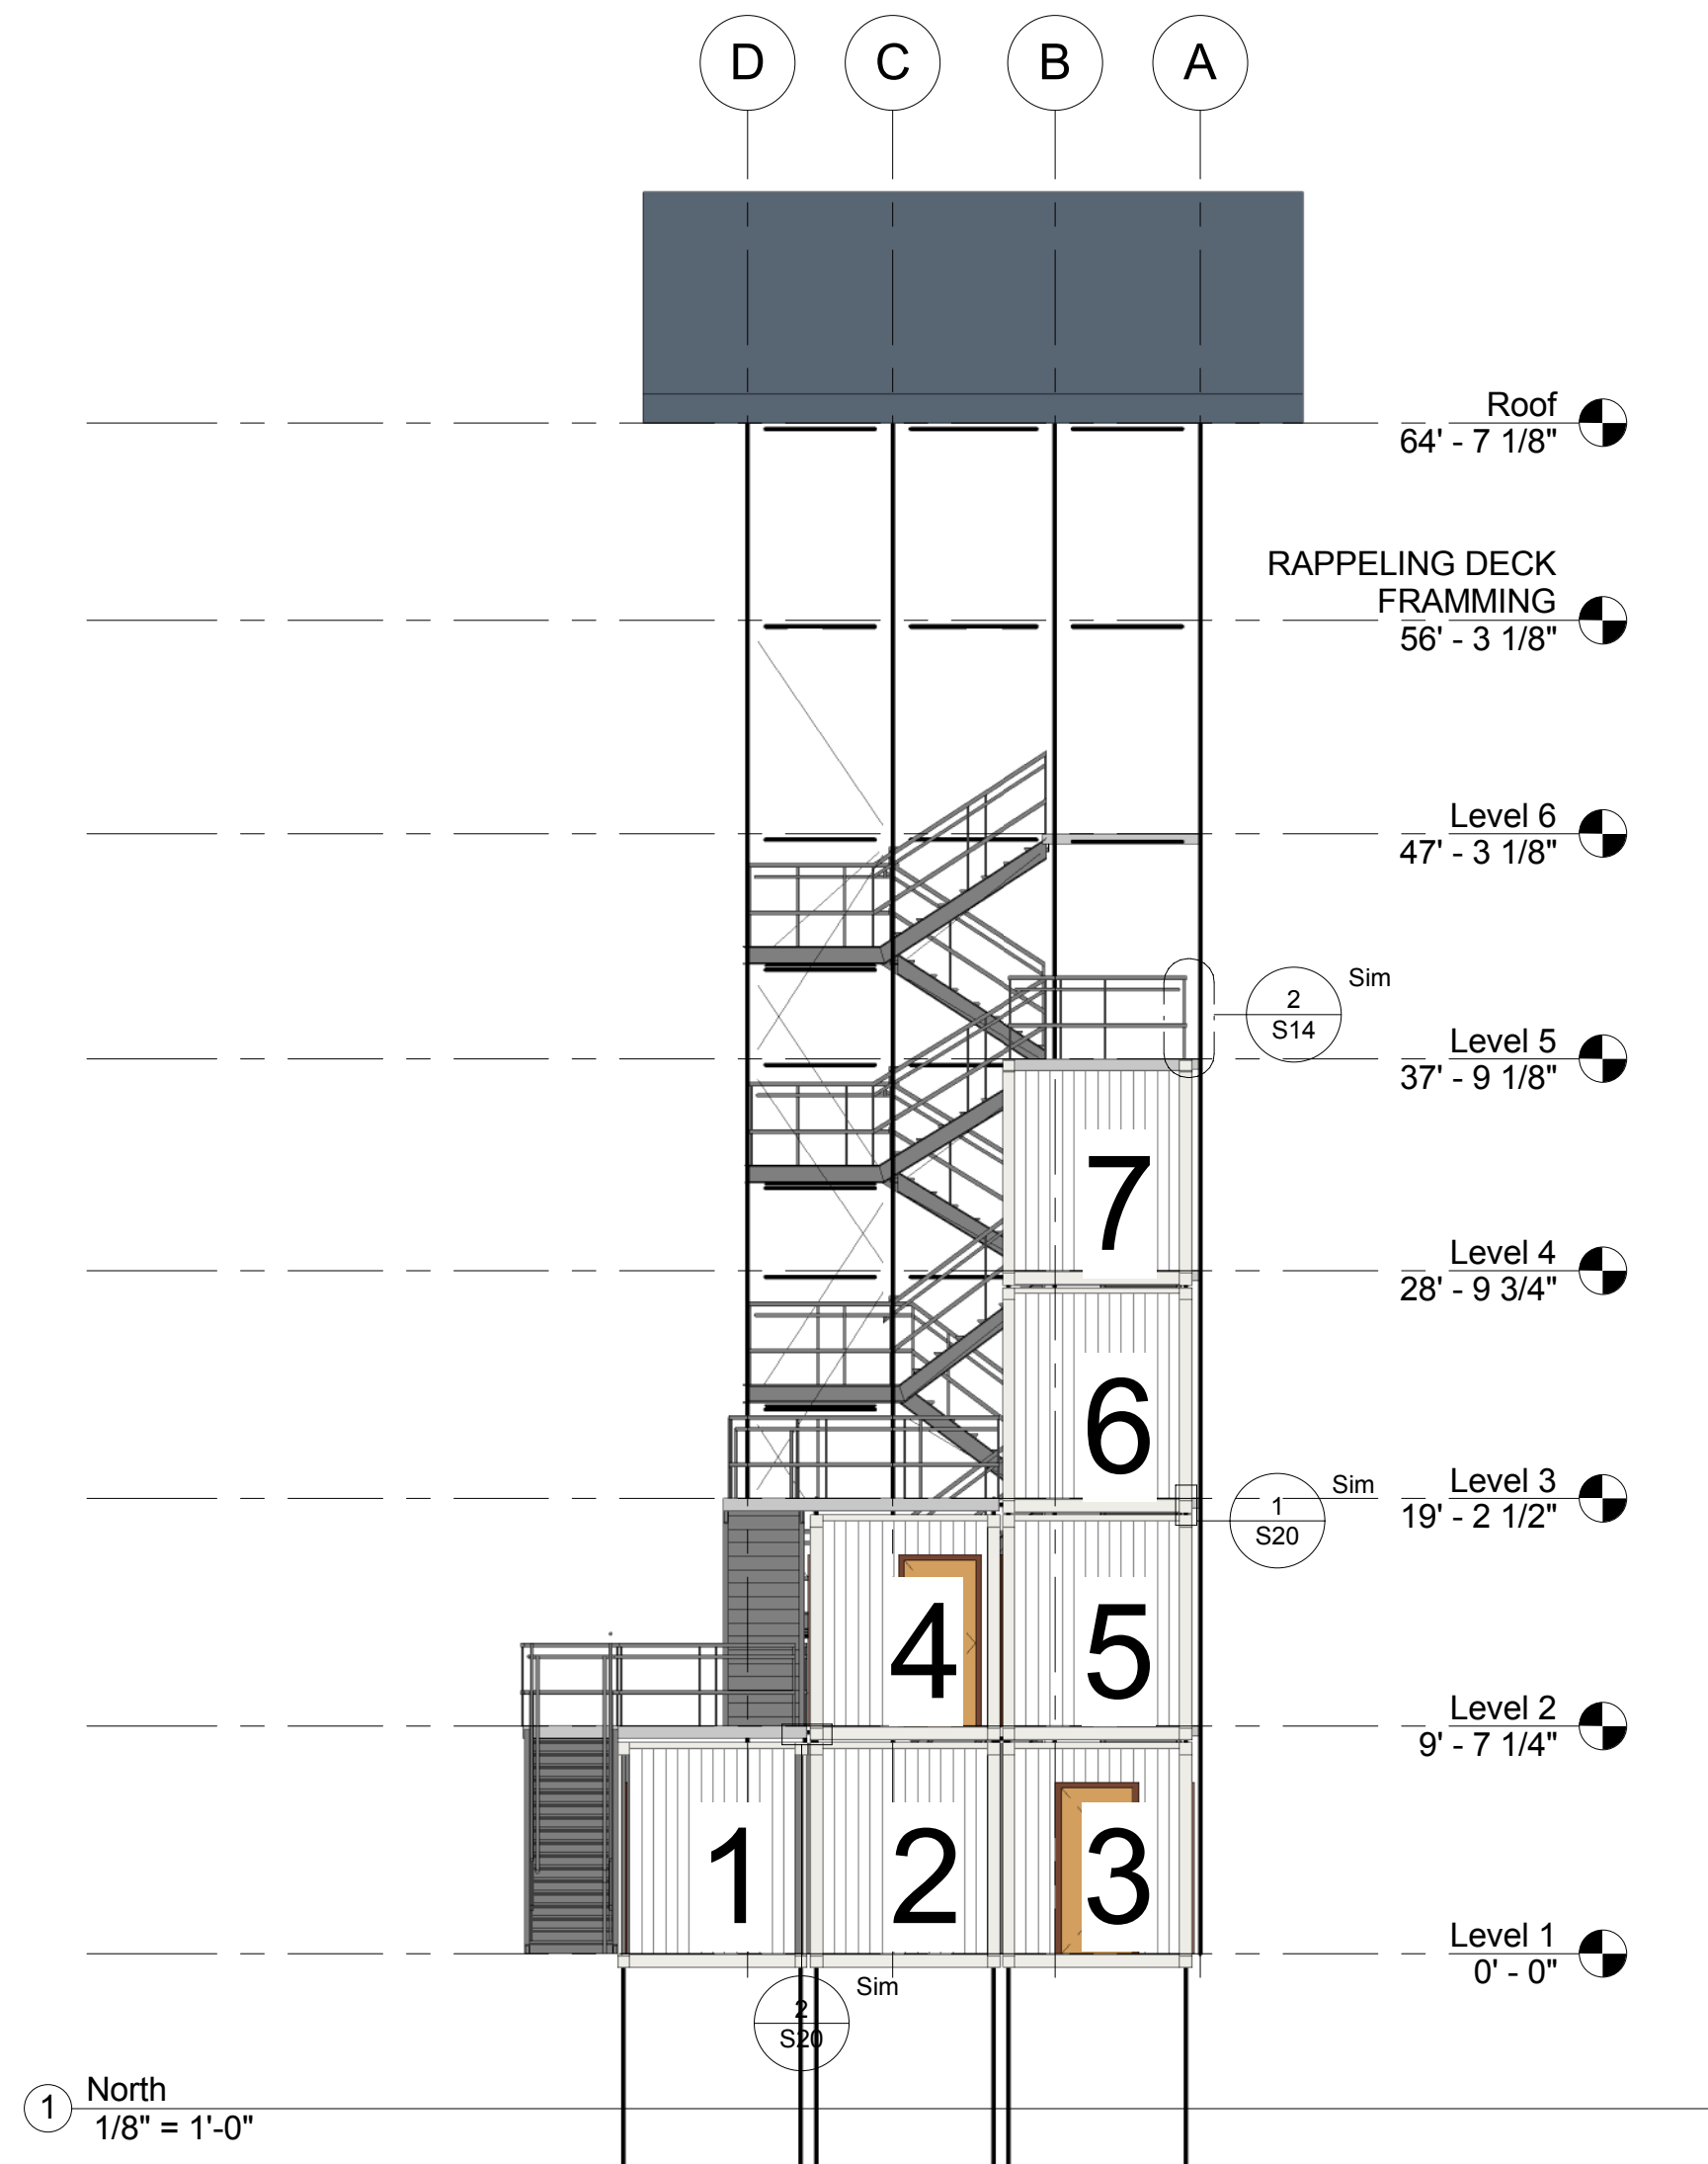 D C B A
Roof
64' - 7 1/8"
RAPPELING DECK
FRAMMING
56' - 3 1/8"
Level 6
47' - 3 1/8"
Sim
2
S14
Level 5
37' - 9 1/8"
7
Level 4
28' - 9 3/4"
6
Sim
1
S20
Level 3
19' - 2 1/2"
4 5
Level 2
9' - 7 1/4"
1 2 3
Level 1
0' - 0"
Sim
2
S20
1 North
1/8" = 1'-0"